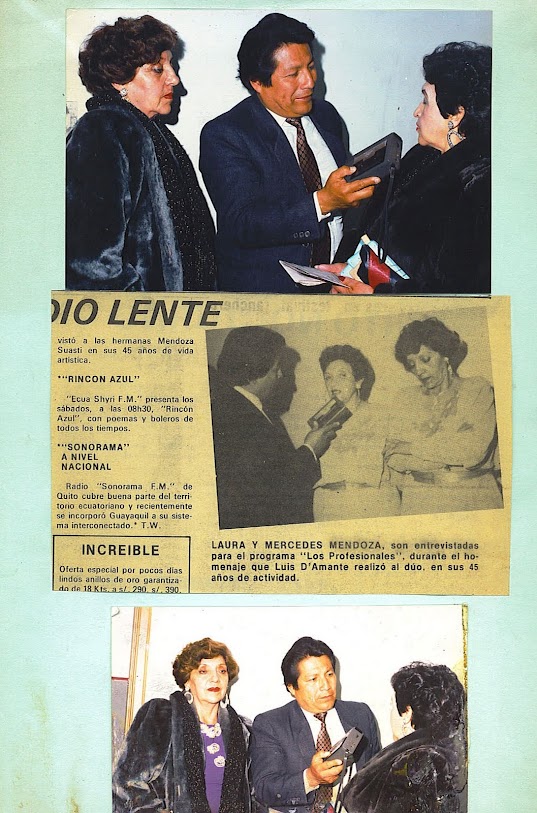 DIO LENTE
vistó a las hermanas Mendoza
Suasti en sus 45 años de vida
artística.
*"RINCON AZUL"
"Ecua Shyri F.M." presenta los
sábados, a las 08h30, "Rincón
Azul", con poemas y boleros de
todos los tiempos.
*"SONORAMA"
A NIVEL
NACIONAL
Radio "Sonorama F.M." de
Quito cubre buena parte del terri-
torio ecuatoriano y recientemente
se incorporó Guayaquil a su siste-
ma interconectado.* T.W.
INCREIBLE
Oferta especial por pocos días
lindos anillos de oro garantiza-
do de 18 Kts. a s/. 290. s/. 390.
LAURA Y MERCEDES MENDOZA, son entrevistadas
para el programa "Los Profesionales", durante el ho-
menaje que Luis D'Amante realizó al dúo. en sus 45
años de actividad.